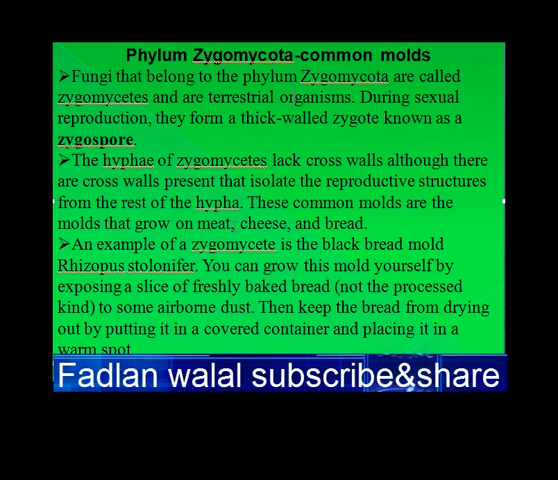 Phylum Zygomycota-common molds
➢Fungi that belong to the phylum Zygomycota are called
zygomycetes and are terrestrial organisms. During sexual
reproduction, they form a thick-walled zygote known as a
zygospore.
➢The hyphae of zygomycetes lack cross walls although there
are cross walls present that isolate the reproductive structures
from the rest of the hypha. These common molds are the
molds that grow on meat, cheese, and bread.
➢An example of a zygomycete is the black bread mold
Rhizopus stolonifer. You can grow this mold yourself by
exposing a slice of freshly baked bread (not the processed
kind) to some airborne dust. Then keep the bread from drying
out by putting it in a covered container and placing it in a
warm spot
Fadlan walal subscribe&share